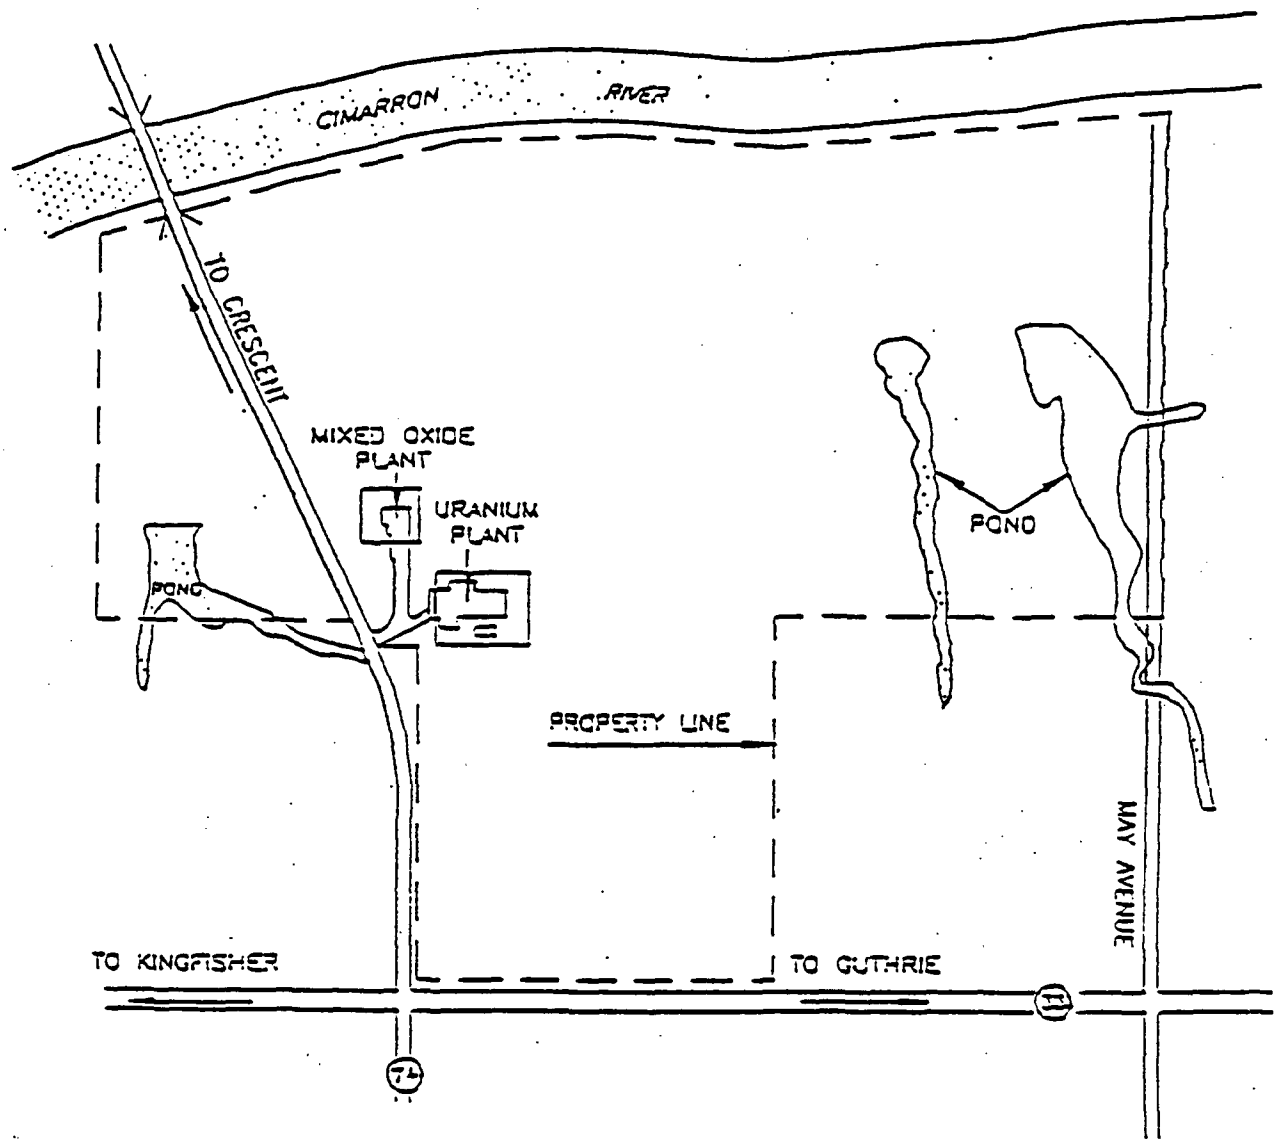 CIMARRON RIVER
TO CRESCENT
MIXED OXIDE
PLANT
URANIUM
PLANT
POND
POND
PROPERTY LINE
MAY AVENUE
TO KINGFISHER
TO GUTHRIE
74